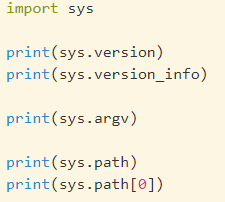 import sys
print(sys.version)
print(sys.version_info)
print(sys.argv)
print(sys.path)
print(sys.path[0])